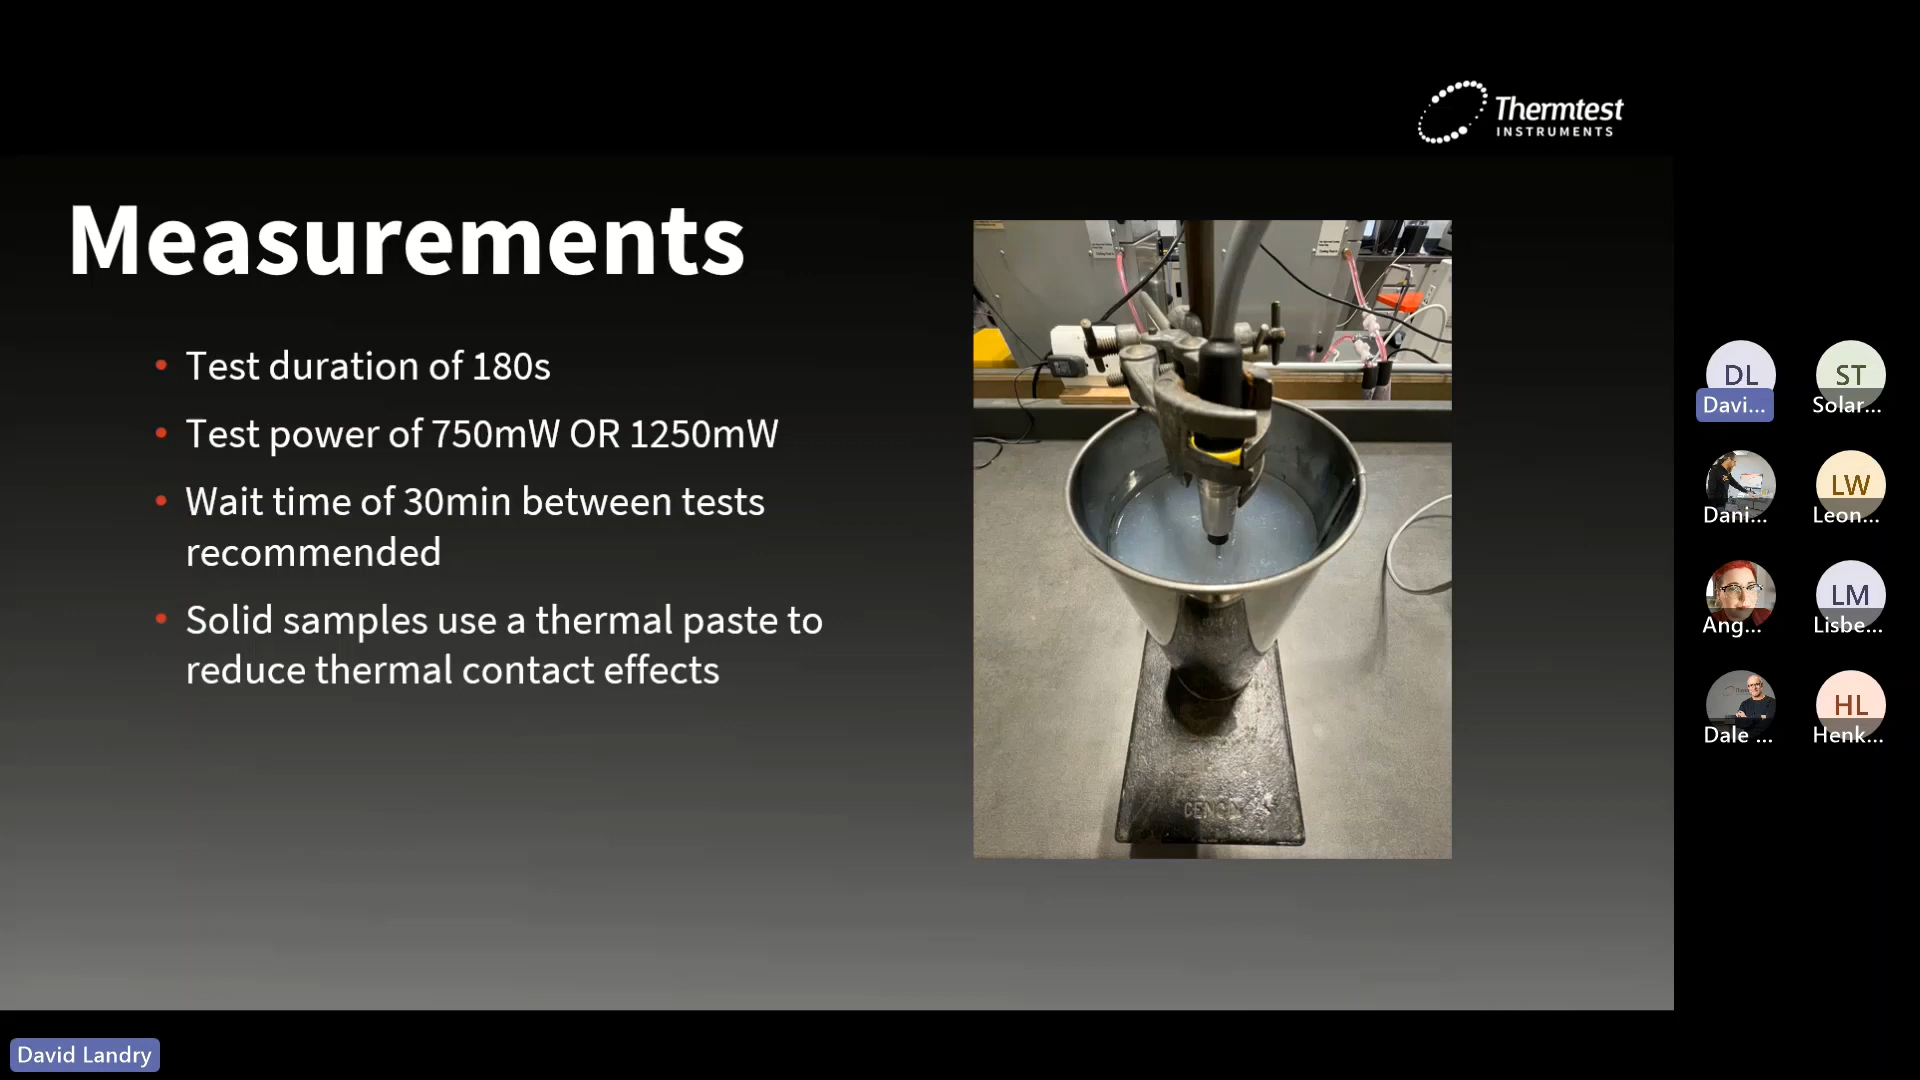 Thermtest
INSTRUMENTS
Measurements
• Test duration of 180s
• Test power of 750mW OR 1250mW
• Wait time of 30min between tests
recommended
• Solid samples use a thermal paste to
reduce thermal contact effects
DL
Davi...
ST
Solar...
Dani...
LW
Leon...
Ang...
LM
Lisbe...
Dale ...
HL
Henk...
David Landry